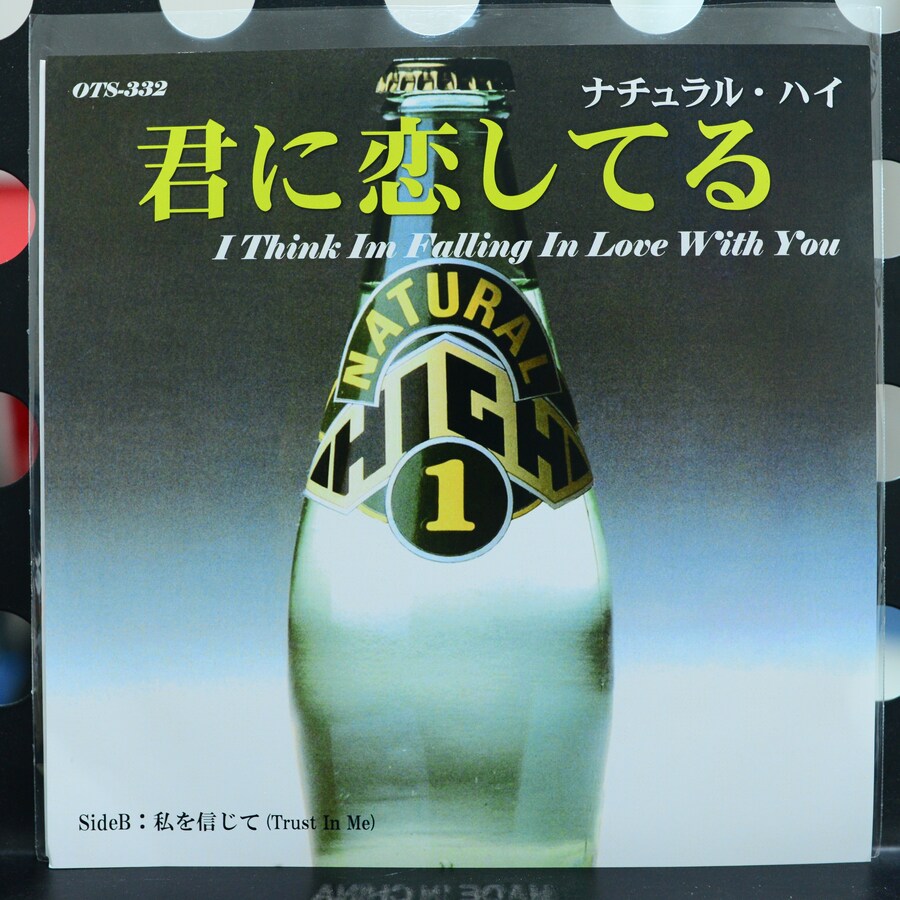 OTS-332
ナチュラル・ハイ
君に恋してる
I Think Im Falling In Love With You
NATURAL
HIGH
1
SideB：私を信じて (Trust In Me)
MADE IN CHINA